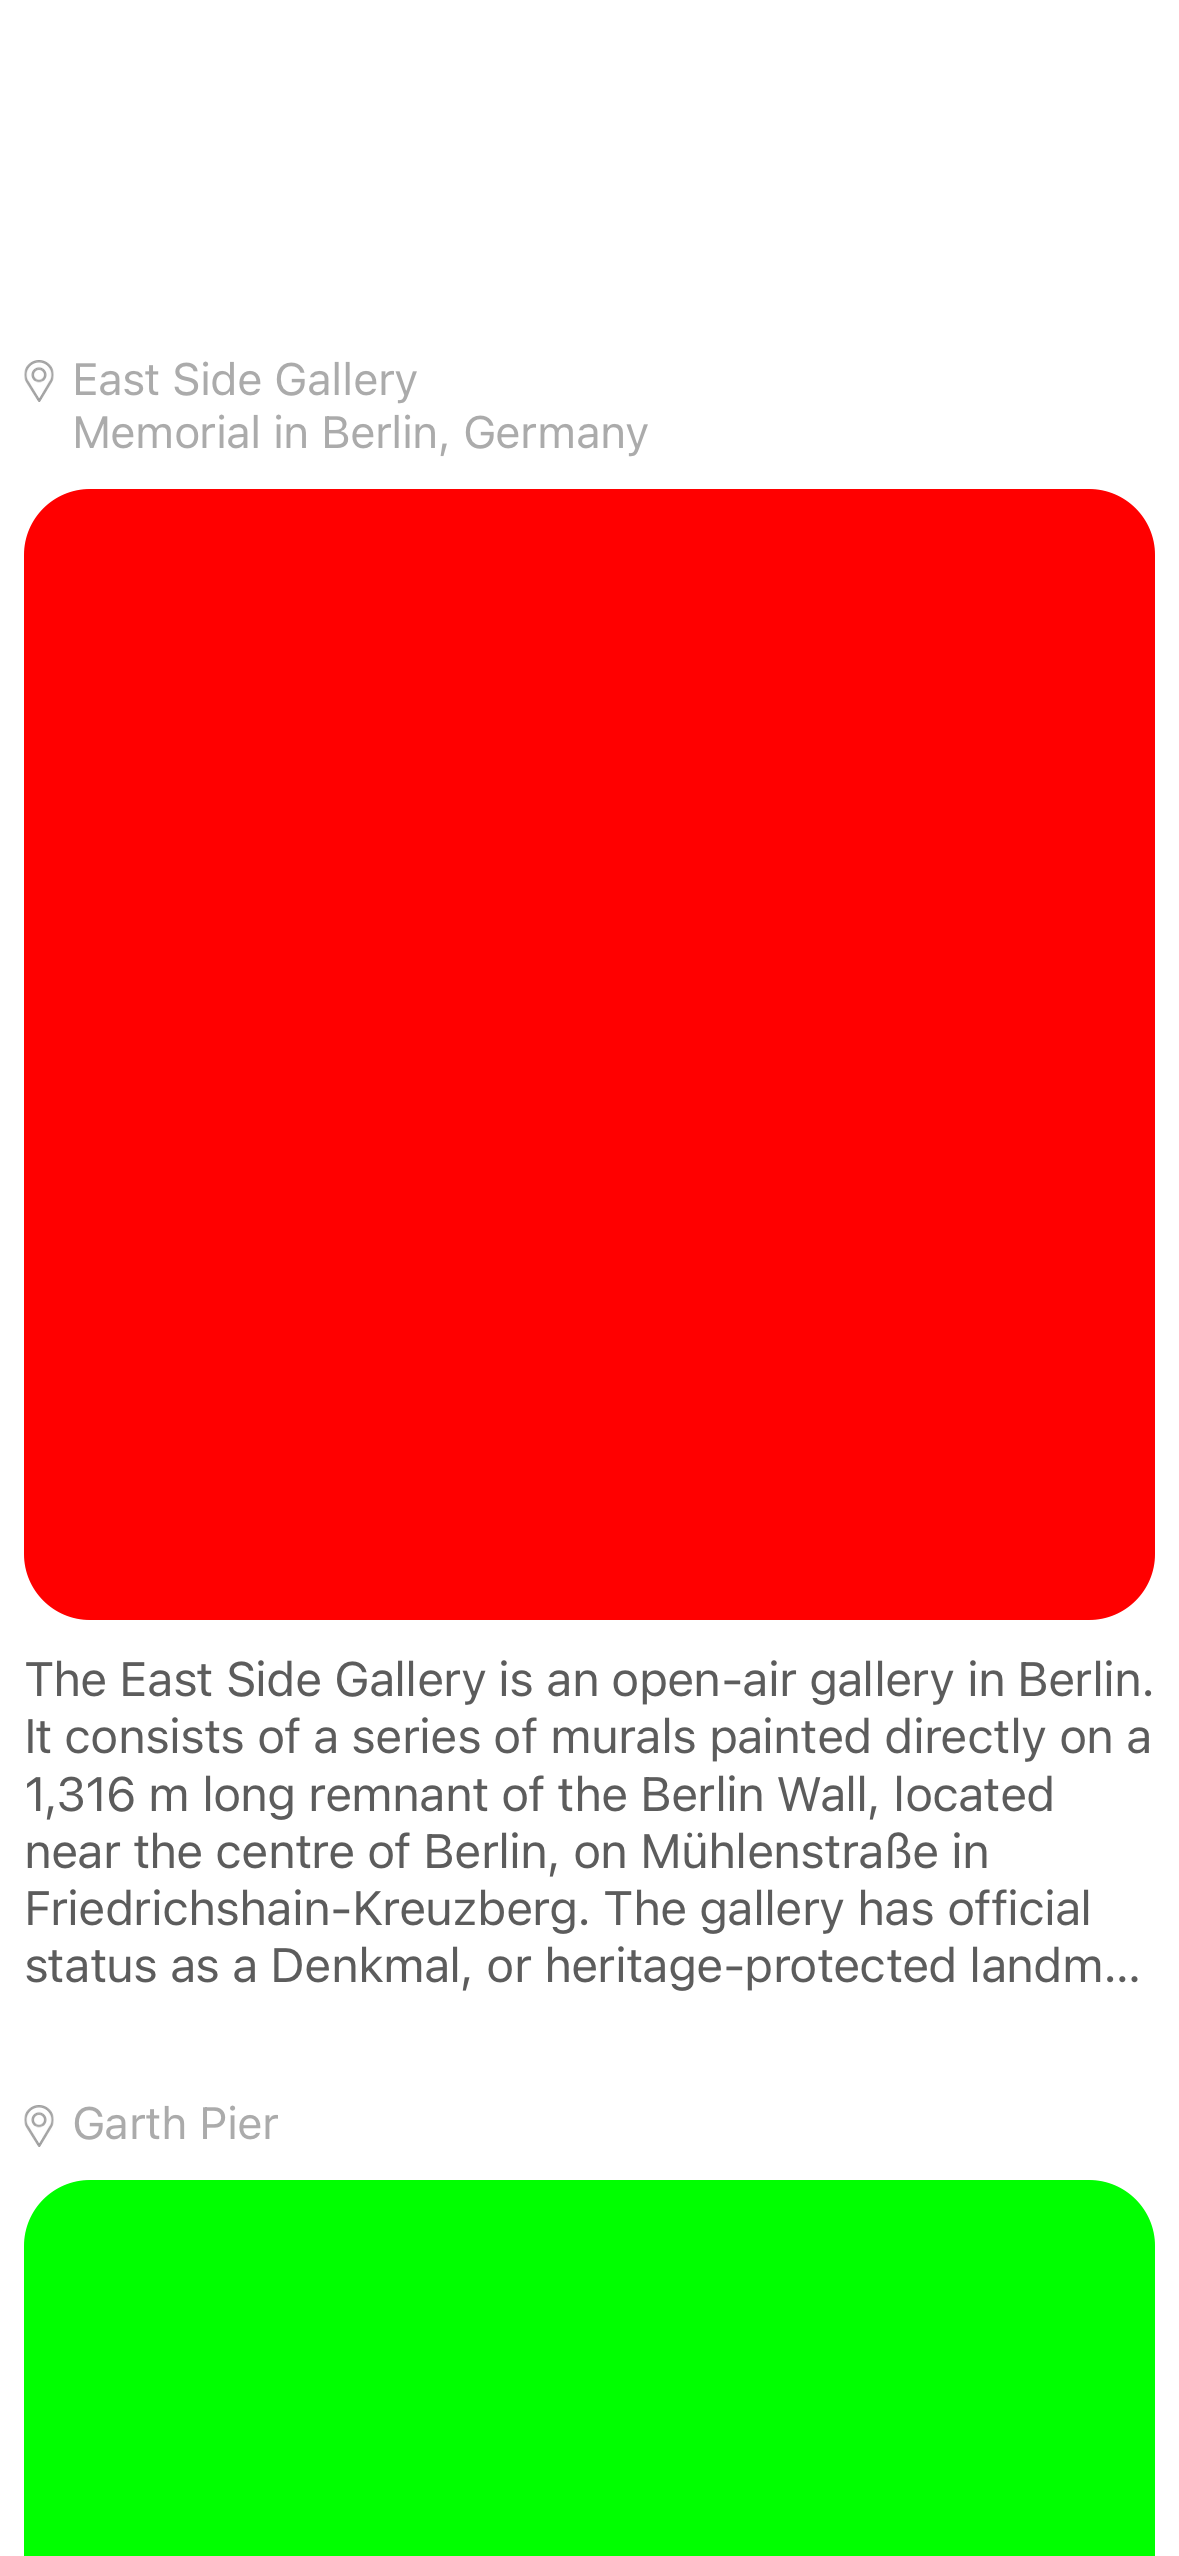 East Side Gallery
Memorial in Berlin, Germany
The East Side Gallery is an open-air gallery in Berlin.
It consists of a series of murals painted directly on a
1,316 m long remnant of the Berlin Wall, located
near the centre of Berlin, on Mühlenstraße in
Friedrichshain-Kreuzberg. The gallery has official
status as a Denkmal, or heritage-protected landm...
Garth Pier